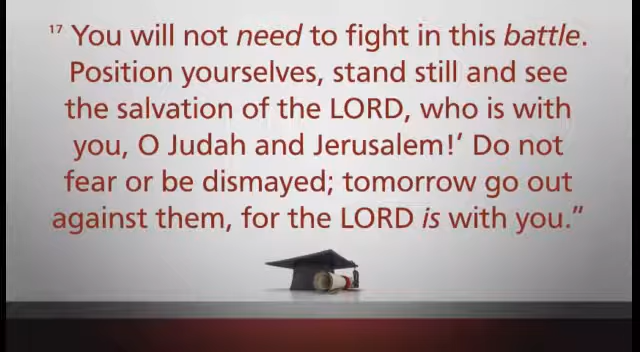 17 You will not need to fight in this battle.
Position yourselves, stand still and see
the salvation of the LORD, who is with
you, O Judah and Jerusalem!’ Do not
fear or be dismayed; tomorrow go out
against them, for the LORD is with you.”